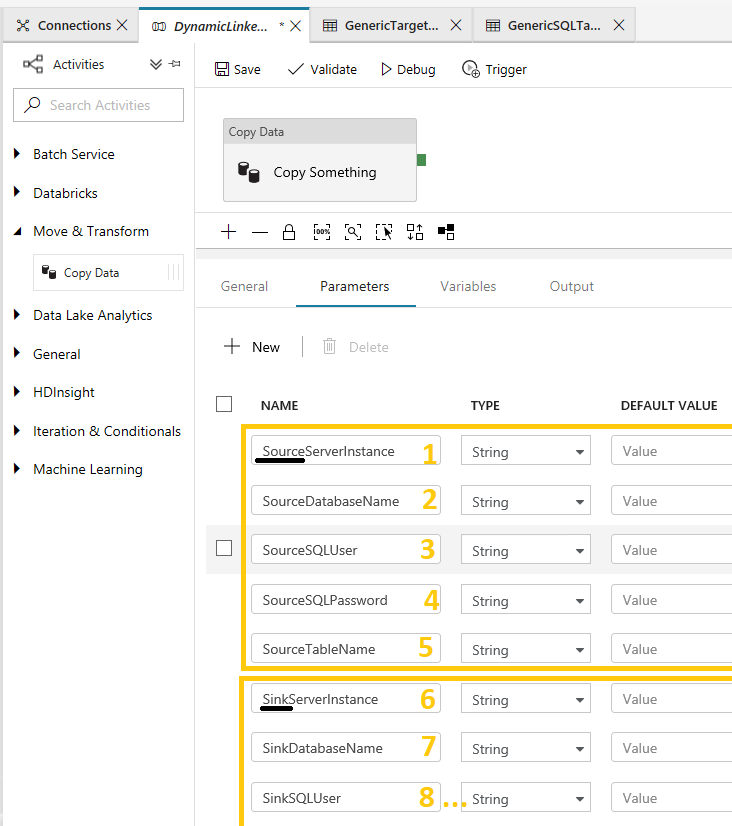 Connections
DynamicLinke... *
GenericTarget...
GenericSQLTa...
Activities
Search Activities
Batch Service
Databricks
Move & Transform
Copy Data
Data Lake Analytics
General
HDInsight
Iteration & Conditionals
Machine Learning
Save
Validate
Debug
Trigger
Copy Data
Copy Something
100%
General
Parameters
Variables
Output
New
Delete
NAME TYPE DEFAULT VALUE
SourceServerInstance 1 String Value
SourceDatabaseName 2 String Value
SourceSQLUser 3 String Value
SourceSQLPassword 4 String Value
SourceTableName 5 String Value
SinkServerInstance 6 String Value
SinkDatabaseName 7 String Value
SinkSQLUser 8 ... String Value